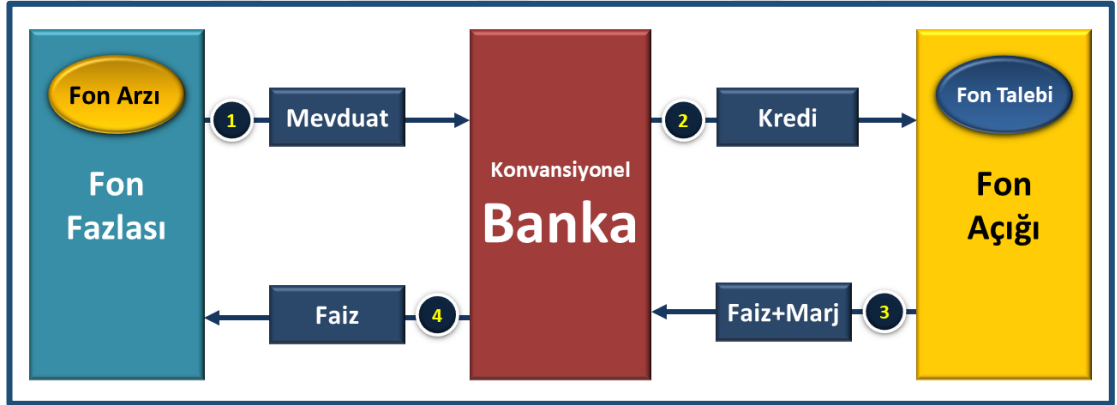 Fon Arzı
Fon
Fazlası
1
Mevduat
Konvansiyonel
Banka
2
Kredi
Fon Talebi
Fon
Açığı
Faiz+Marj
3
Faiz
4